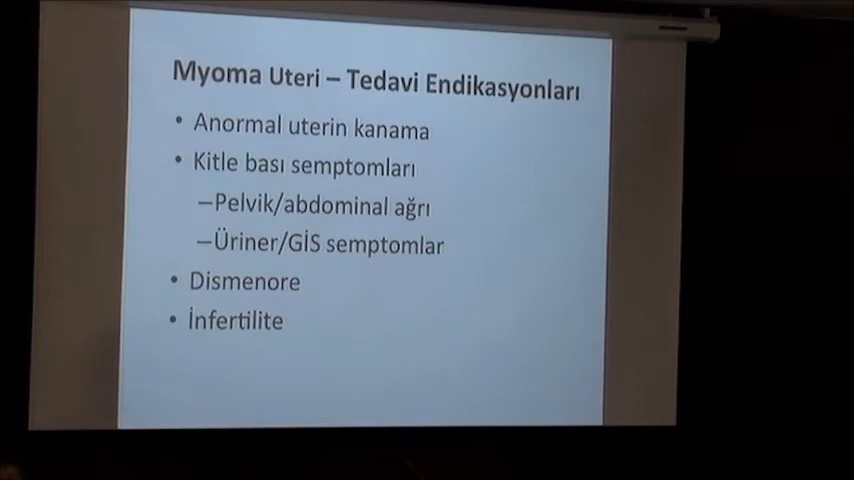 Myoma Uteri – Tedavi Endikasyonları
• Anormal uterin kanama
• Kitle bası semptomları
–Pelvik/abdominal ağrı
–Üriner/GİS semptomlar
• Dismenore
• İnfertilite